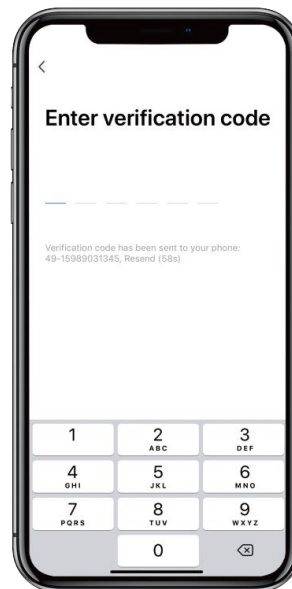 Enter verification code
Verification code has been sent to your phone:
49-15989031345, Resend (58s)
1
2
ABC
3
DEF
4
GHI
5
JKL
6
MNO
7
PQRS
8
TUV
9
WXYZ
0